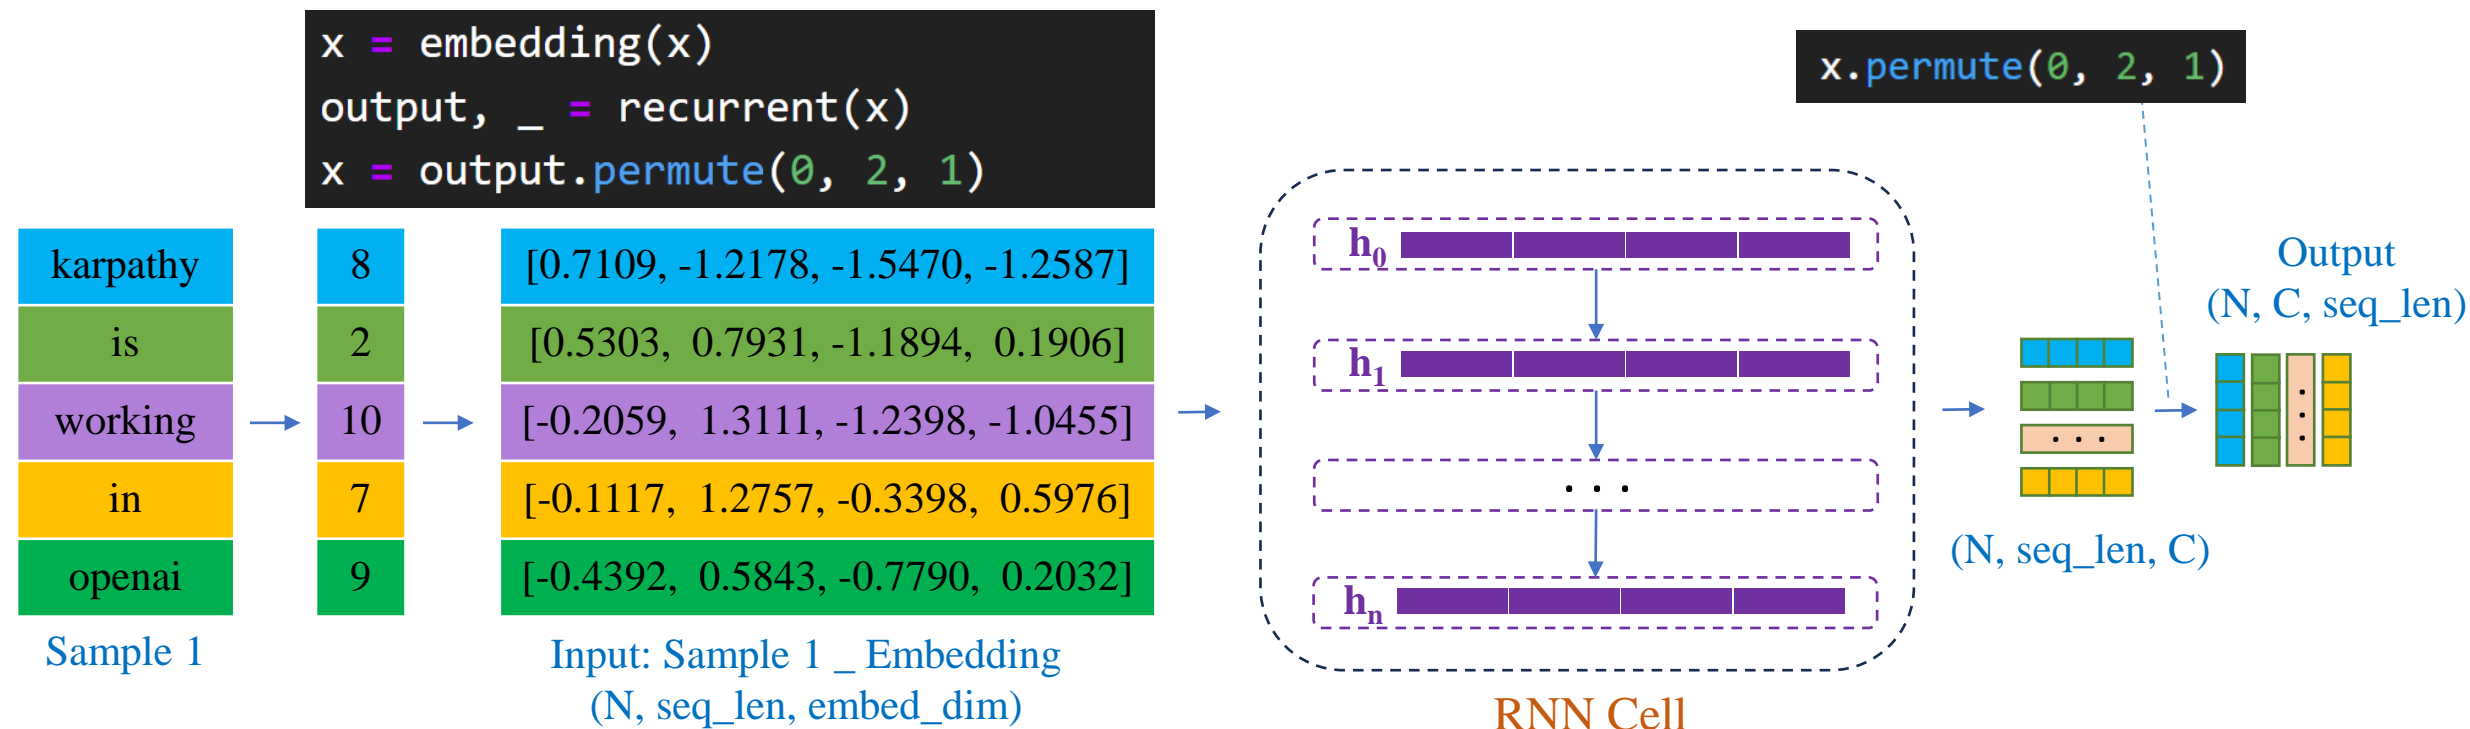 x = embedding(x)
output, _ = recurrent(x)
x = output.permute(0, 2, 1)
x.permute(0, 2, 1)
karpathy 8 [0.7109, -1.2178, -1.5470, -1.2587]
is 2 [0.5303, 0.7931, -1.1894, 0.1906]
working 10 [-0.2059, 1.3111, -1.2398, -1.0455]
in 7 [-0.1117, 1.2757, -0.3398, 0.5976]
openai 9 [-0.4392, 0.5843, -0.7790, 0.2032]
Sample 1
Input: Sample 1 _ Embedding
(N, seq_len, embed_dim)
h0
h1
. . .
hn
RNN Cell
. . .
(N, seq_len, C)
Output
(N, C, seq_len)
. . .